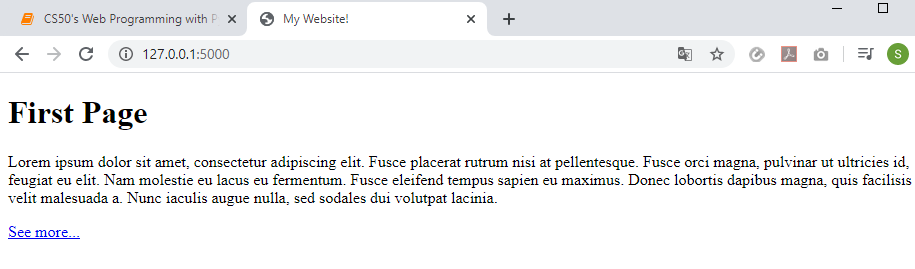 CS50's Web Programming with P
My Website!
127.0.0.1:5000
S
First Page
Lorem ipsum dolor sit amet, consectetur adipiscing elit. Fusce placerat rutrum nisi at pellentesque. Fusce orci magna, pulvinar ut ultricies id,
feugiat eu elit. Nam molestie eu lacus eu fermentum. Fusce eleifend tempus sapien eu maximus. Donec lobortis dapibus magna, quis facilisis
velit malesuada a. Nunc iaculis augue nulla, sed sodales dui volutpat lacinia.
See more...